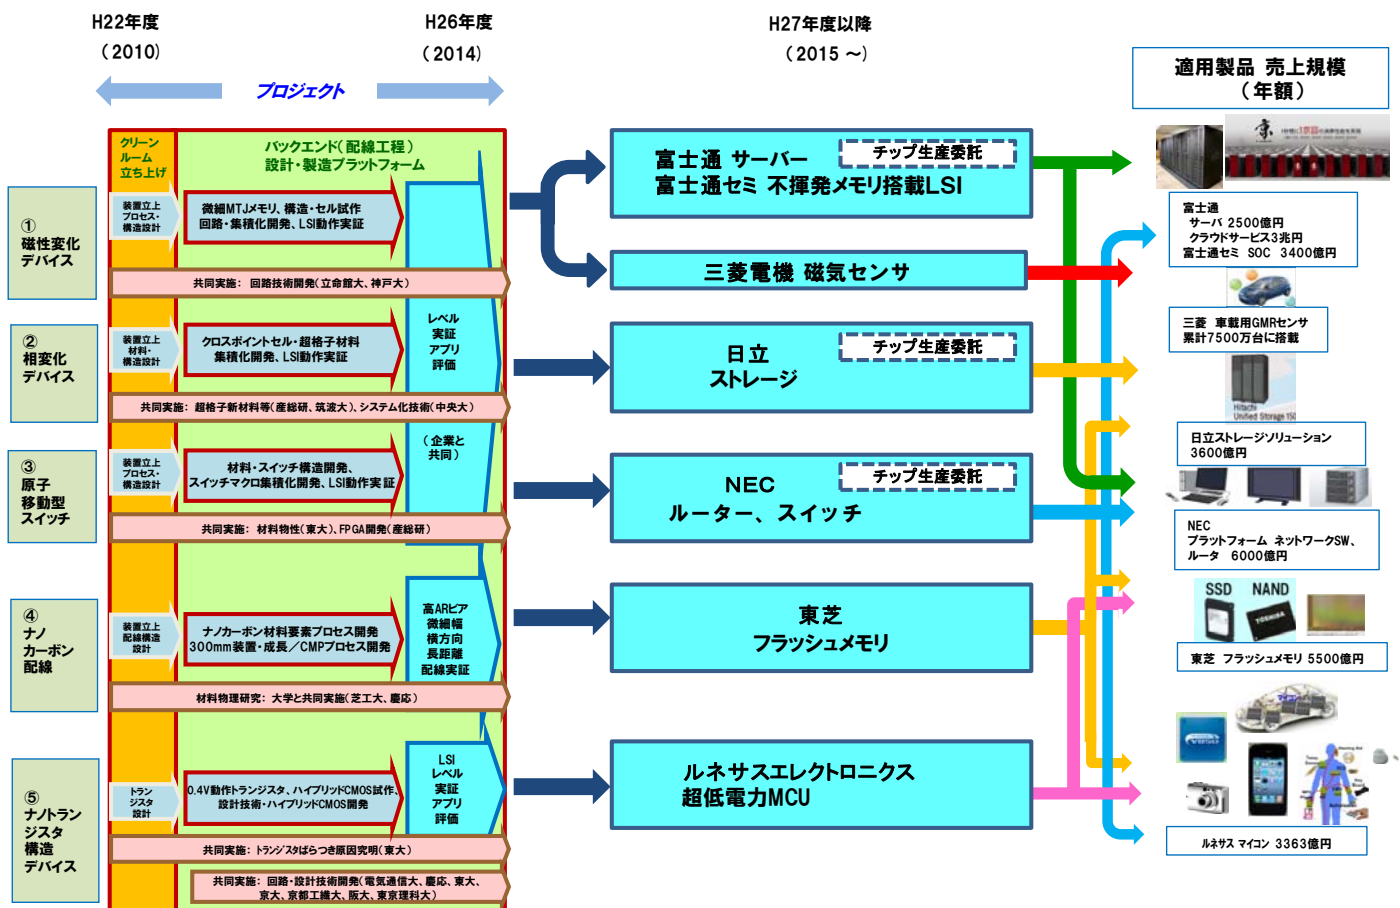 H22年度
（2010）
H26年度
（2014）
H27年度以降
（2015 ～）
プロジェクト
適用製品 売上規模
（年額）
クリーン
ルーム
立ち上げ
バックエンド（配線工程）
設計・製造プラットフォーム
①
磁性変化
デバイス
装置立上
プロセス・
構造設計
微細MTJメモリ、構造・セル試作
回路・集積化開発、LSI動作実証
共同実施： 回路技術開発（立命館大、神戸大）
②
相変化
デバイス
装置立上
材料・
構造設計
クロスポイントセル・超格子材料
集積化開発、LSI動作実証
レベル
実証
アプリ
評価
共同実施： 超格子新材料等（産総研、筑波大）、システム化技術（中央大）
③
原子
移動型
スイッチ
装置立上
プロセス・
構造設計
材料・スイッチ構造開発、
スイッチマクロ集積化開発、LSI動作実証
（企業と
共同）
共同実施： 材料物性（東大）、FPGA開発（産総研）
④
ナノ
カーボン
配線
装置立上
配線構造
設計
ナノカーボン材料要素プロセス開発
300mm装置・成長／CMPプロセス開発
高ARビア
微細幅
横方向
長距離
配線実証
材料物理研究： 大学と共同実施（芝工大、慶応）
⑤
ナノトラン
ジスタ
構造
デバイス
トラン
ジスタ
設計
0.4V動作トランジスタ、ハイブリッドCMOS試作、
設計技術・ハイブリッドCMOS開発
LSI
レベル
実証
アプリ
評価
共同実施： トランジスタばらつき原因究明（東大）
共同実施： 回路・設計技術開発（電気通信大、慶応、東大、
京大、京都工繊大、阪大、東京理科大）
富士通 サーバー
チップ生産委託
富士通セミ 不揮発メモリ搭載LSI
三菱電機 磁気センサ
日立
ストレージ
チップ生産委託
NEC
ルーター、スイッチ
チップ生産委託
東芝
フラッシュメモリ
ルネサスエレクトロニクス
超低電力MCU
京
富士通
サーバ 2500億円
クラウドサービス3兆円
富士通セミ SOC 3400億円
三菱 車載用GMRセンサ
累計7500万台に搭載
Hitachi
Unified Storage 150
日立ストレージソリューション
3600億円
NEC
プラットフォーム ネットワークSW、
ルータ 6000億円
SSD
NAND
TOSHIBA
東芝 フラッシュメモリ 5500億円
マイコン
ルネサス マイコン 3363億円